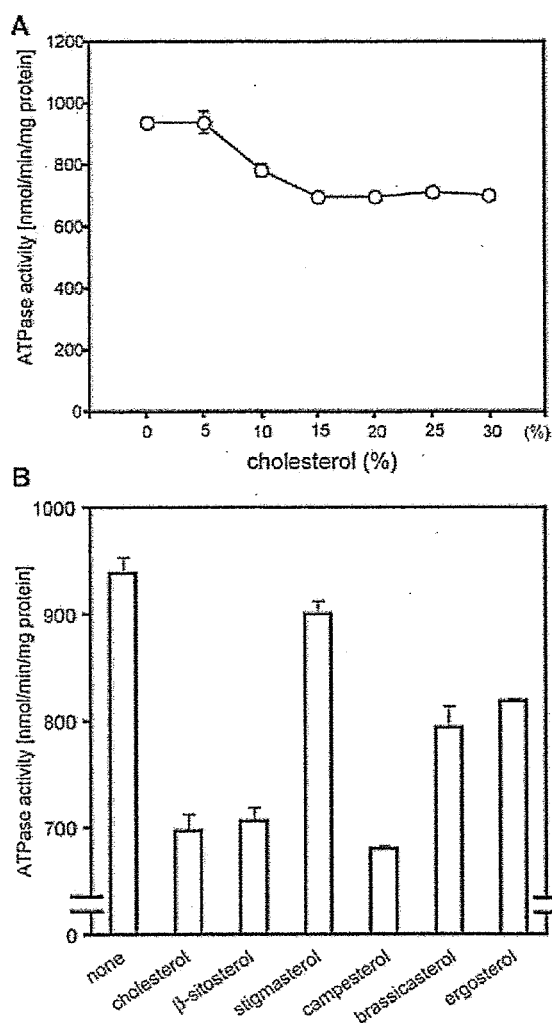 A
ATPase activity [nmol/min/mg protein]
1200
1000
800
600
400
200
0
0 5 10 15 20 25 30 (%)
cholesterol (%)
B
ATPase activity [nmol/min/mg protein]
1000
900
800
700
0
none cholesterol β-sitosterol stigmasterol campesterol brassicasterol ergosterol